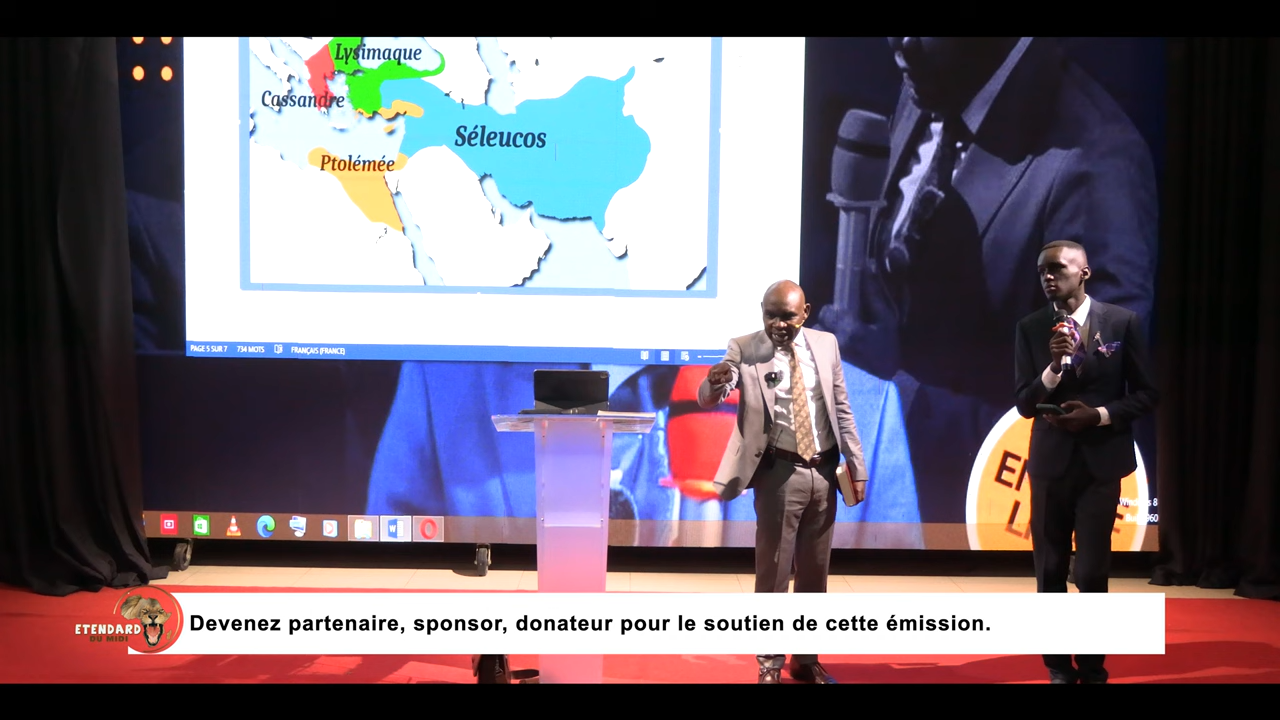 Lysimaque
Cassandre
Séleucos
Ptolémée
PAGE 5 SUR 7 734 MOTS FRANÇAIS (FRANCE)
ETENDARD
DU MIDI
Devenez partenaire, sponsor, donateur pour le soutien de cette émission.